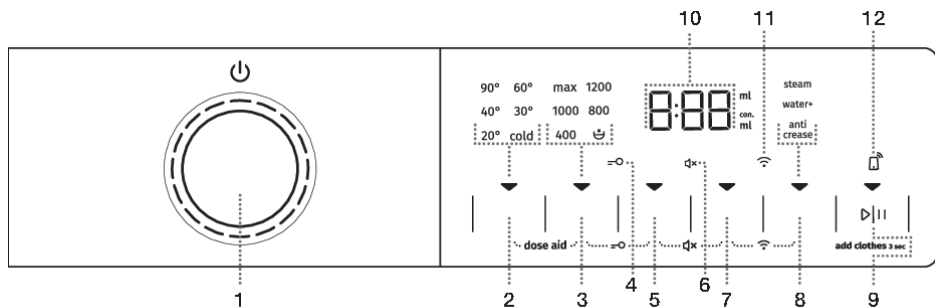 10 11 12
90° 60° max 1200 8:88 ml steam
40° 30° 1000 800 con. water+
20° cold 400 ml anti
crease
dose aid add clothes 3 sec
1 2 3 4 5 6 7 8 9